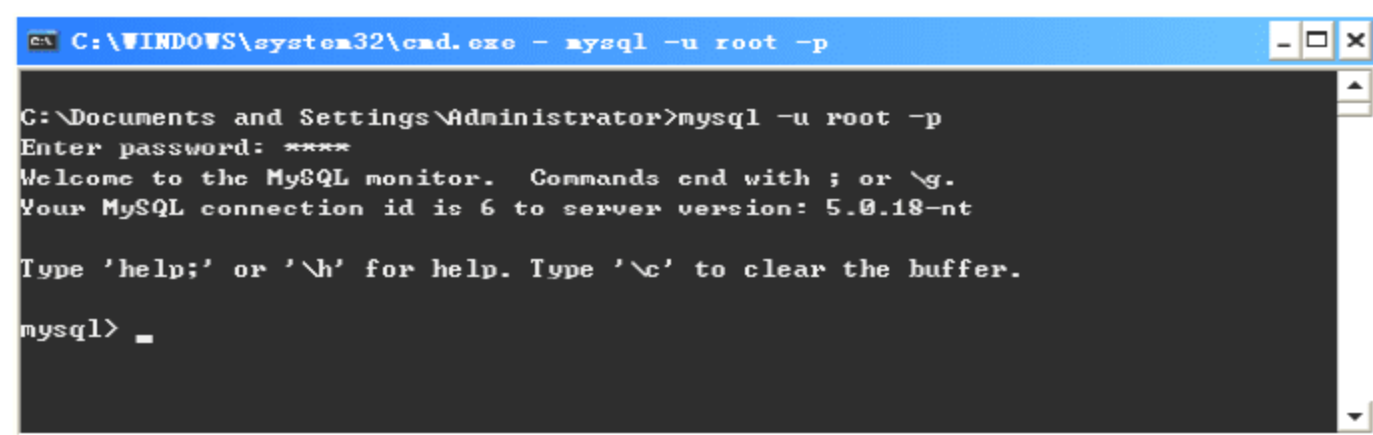 C:\WINDOWS\system32\cmd.exe - mysql -u root -p
C:\Documents and Settings\Administrator>mysql -u root -p
Enter password: ****
Welcome to the MySQL monitor.  Commands end with ; or \g.
Your MySQL connection id is 6 to server version: 5.0.18-nt
Type 'help;' or '\h' for help. Type '\c' to clear the buffer.
mysql> _